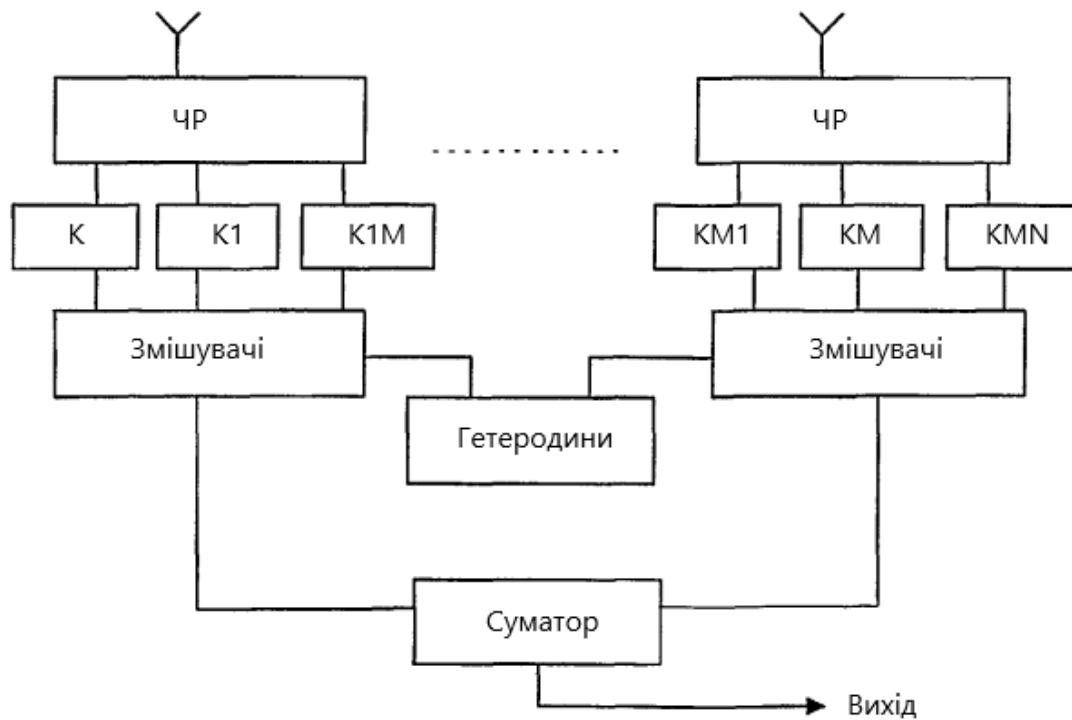 ЧР
ЧР
К
К1
К1М
КМ1
КМ
КМN
Змішувачі
Змішувачі
Гетеродини
Суматор
Вихід